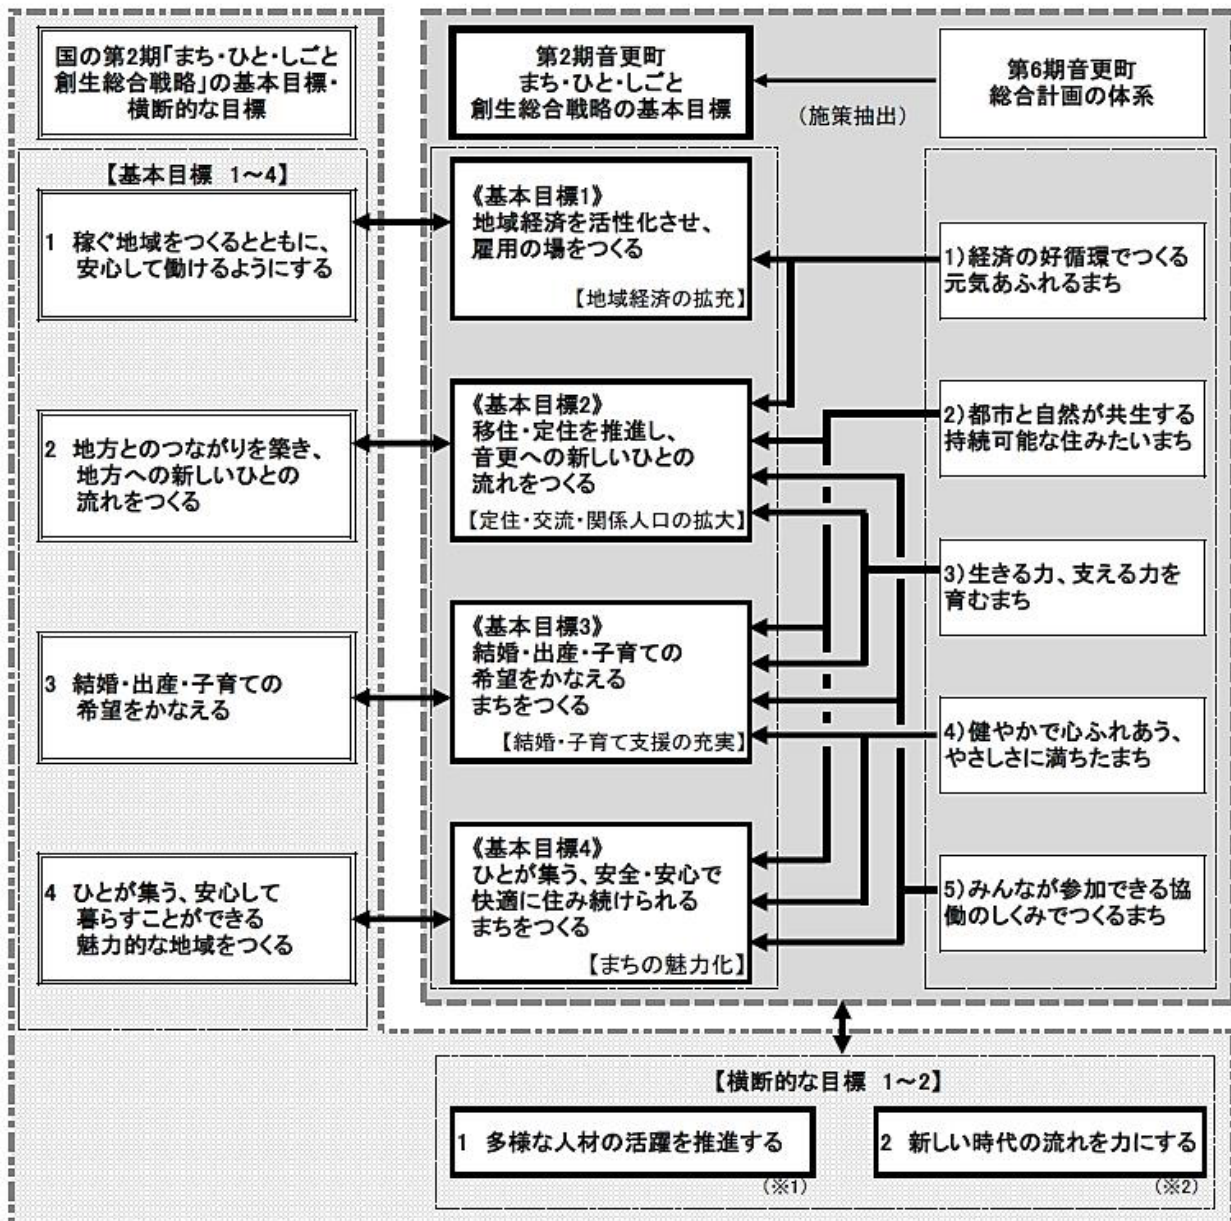 国の第2期「まち・ひと・しごと
創生総合戦略」の基本目標・
横断的な目標
【基本目標 1～4】
1 稼ぐ地域をつくるとともに、
安心して働けるようにする
2 地方とのつながりを築き、
地方への新しいひとの
流れをつくる
3 結婚・出産・子育ての
希望をかなえる
4 ひとが集う、安心して
暮らすことができる
魅力的な地域をつくる
第2期音更町
まち・ひと・しごと
創生総合戦略の基本目標
《基本目標1》
地域経済を活性化させ、
雇用の場をつくる
【地域経済の拡充】
《基本目標2》
移住・定住を推進し、
音更への新しいひとの
流れをつくる
【定住・交流・関係人口の拡大】
《基本目標3》
結婚・出産・子育ての
希望をかなえる
まちをつくる
【結婚・子育て支援の充実】
《基本目標4》
ひとが集う、安全・安心で
快適に住み続けられる
まちをつくる
【まちの魅力化】
（施策抽出）
第6期音更町
総合計画の体系
1)経済の好循環でつくる
元気あふれるまち
2)都市と自然が共生する
持続可能な住みたいまち
3)生きる力、支える力を
育むまち
4)健やかで心ふれあう、
やさしさに満ちたまち
5)みんなが参加できる協
働のしくみでつくるまち
【横断的な目標 1～2】
1 多様な人材の活躍を推進する
(※1)
2 新しい時代の流れを力にする
(※2)